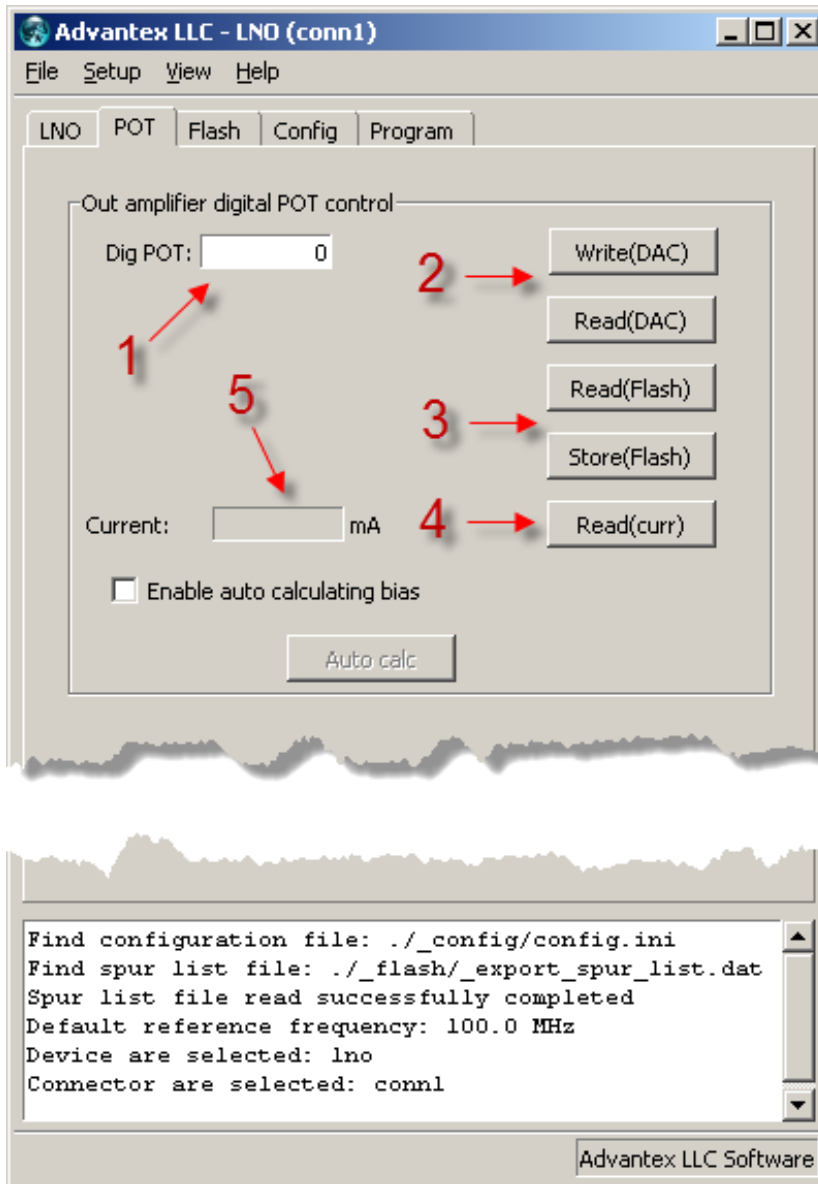 Advantex LLC - LNO (conn1)
File Setup View Help
LNO POT Flash Config Program
Out amplifier digital POT control
Dig POT: 0
1
2
Write(DAC)
Read(DAC)
3
Read(Flash)
Store(Flash)
5
Current: mA
4
Read(curr)
Enable auto calculating bias
Auto calc
Find configuration file: ./_config/config.ini
Find spur list file: ./_flash/_export_spur_list.dat
Spur list file read successfully completed
Default reference frequency: 100.0 MHz
Device are selected: lno
Connector are selected: conn1
Advantex LLC Software